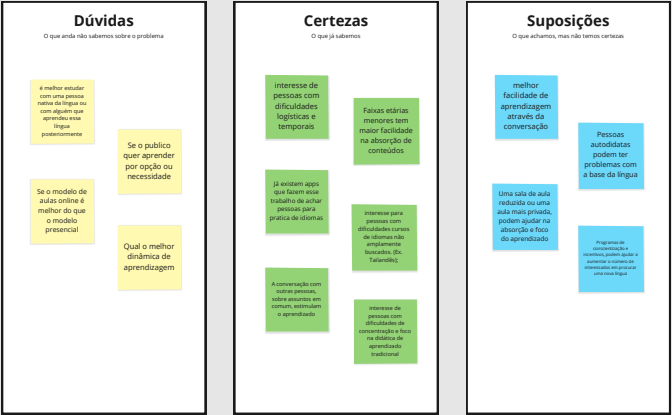 Dúvidas
O que anda não sabemos sobre o problema
é melhor estudar
com uma pessoa
nativa da língua ou
com alguém que
aprendeu essa
língua
posteriormente
Se o publico
quer aprender
por opção ou
necessidade
Se o modelo de
aulas online é
melhor do que
o modelo
presencial
Qual o melhor
dinâmica de
aprendizagem
Certezas
O que já sabemos
interesse de
pessoas com
dificuldades
logísticas e
temporais
Faixas etárias
menores tem
maior facilidade
na absorção de
conteúdos
Já existem apps
que fazem esse
trabalho de achar
pessoas para
pratica de idiomas
interesse para
pessoas com
dificuldades cursos
de idiomas não
amplamente
buscados. (Ex.
Tailandês);
A conversação com
outras pessoas,
sobre assuntos em
comum, estimulam
o aprendizado
interesse de
pessoas com
dificuldades de
concentração e foco
na didática de
aprendizado
tradicional
Suposições
O que achamos, mas não temos certezas
melhor
facilidade de
aprendizagem
através da
conversação
Pessoas
autodidatas
podem ter
problemas com
a base da língua
Uma sala de aula
reduzida ou uma
aula mais privada,
podem ajudar na
absorção e foco
do aprendizado
Programas de
conscientização e
incentivos, podem ajudar a
aumentar o número de
interessados em procurar
uma nova língua